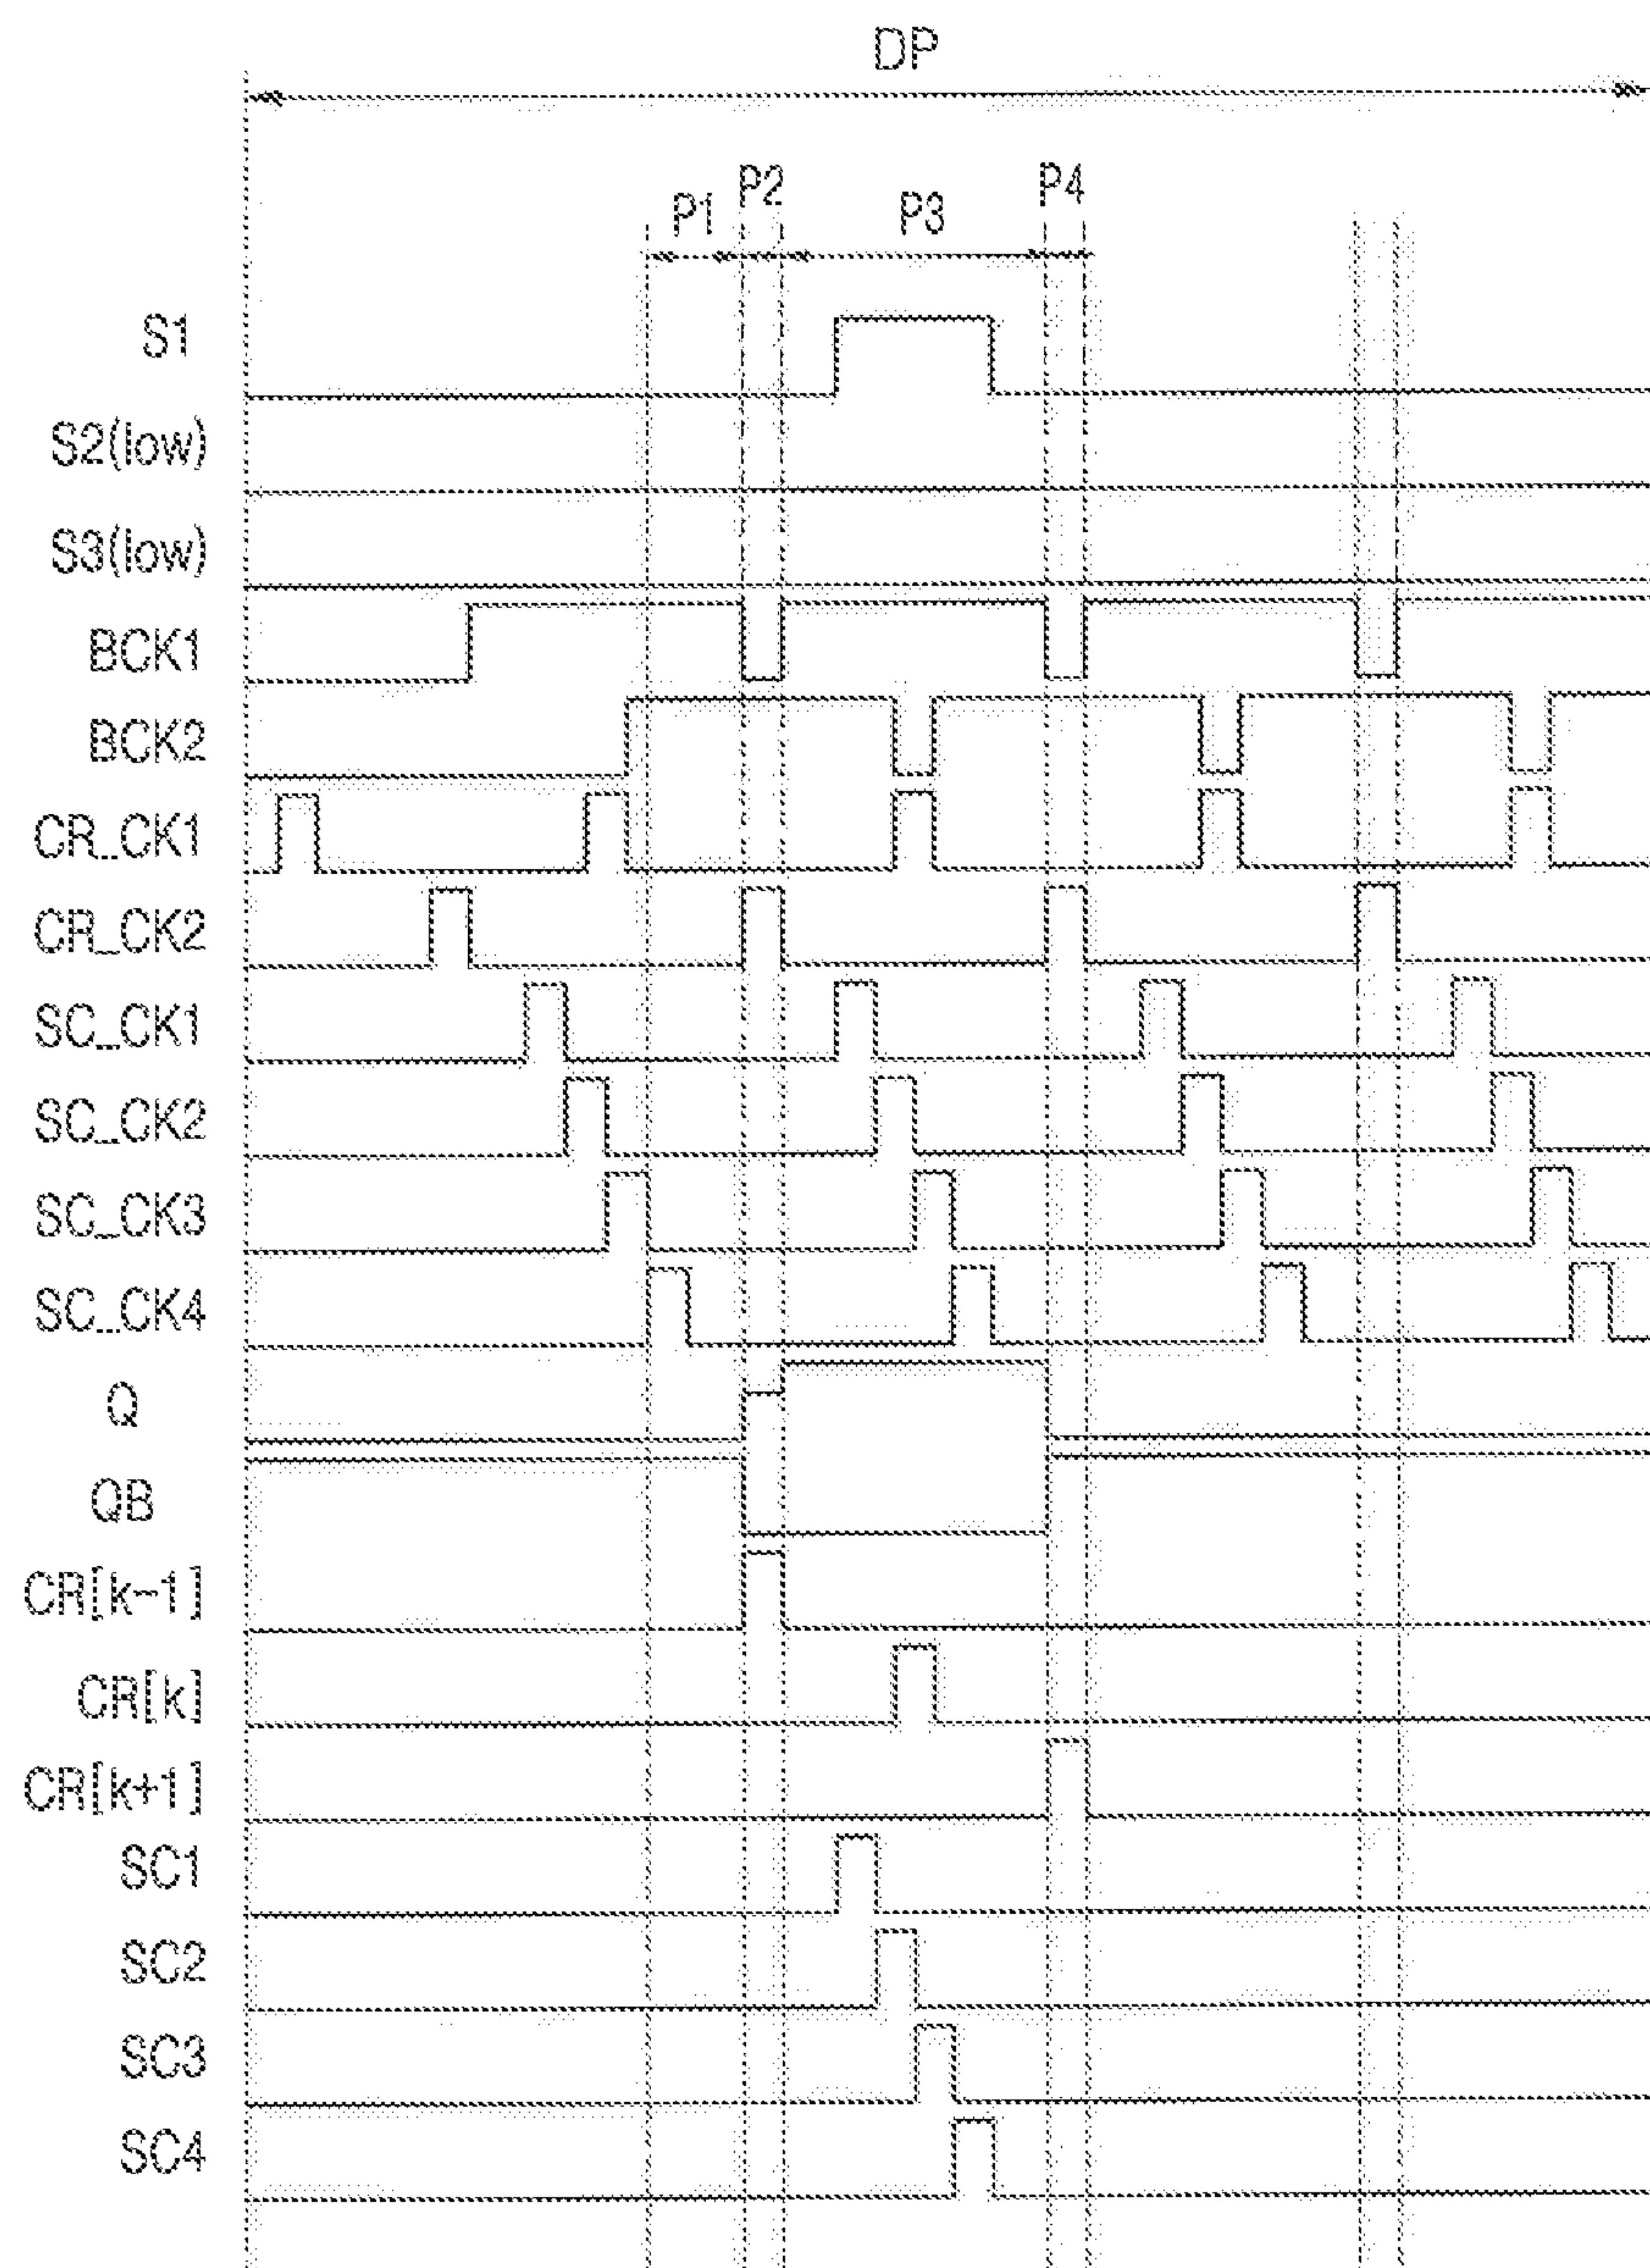 DP
P1 P2 P3 P4
S1
S2(low)
S3(low)
BCK1
BCK2
CR_CK1
CR_CK2
SC_CK1
SC_CK2
SC_CK3
SC_CK4
Q
QB
CR[k-1]
CR[k]
CR[k+1]
SC1
SC2
SC3
SC4